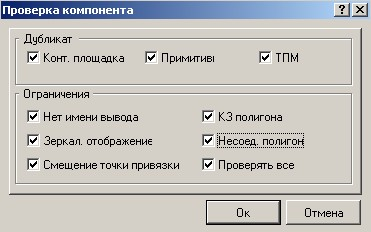 Проверка компонента
Дубликат
Конт. площадка Примитивы ТПМ
Ограничения
Нет имени вывода КЗ полигона
Зеркал. отображение Несоед. полигон
Смещение точки привязки Проверять все
Ок Отмена